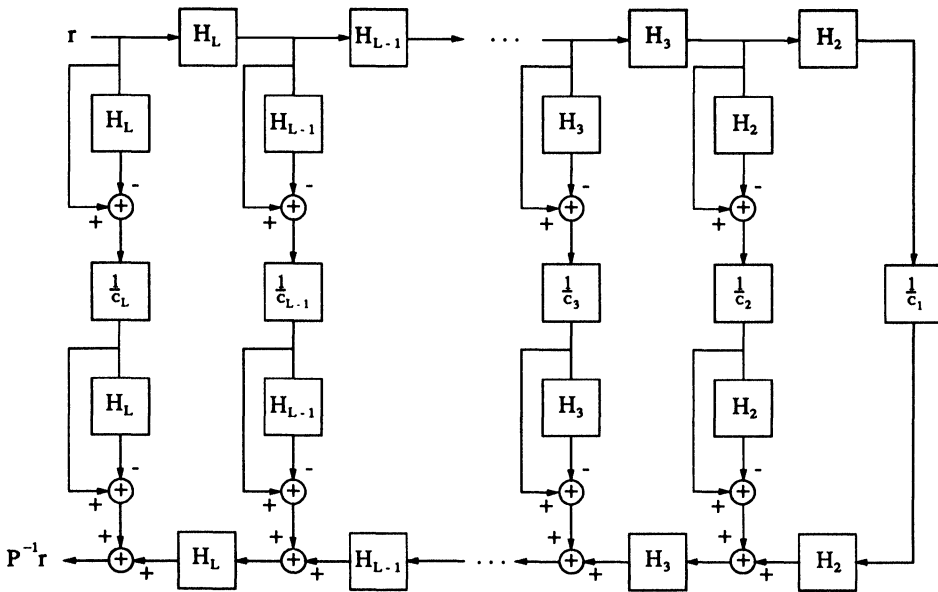 r H_L H_{L-1} ... H_3 H_2
H_L H_{L-1} H_3 H_2
- - - -
+ + + + + + + +
1/c_L 1/c_{L-1} 1/c_3 1/c_2 1/c_1
H_L H_{L-1} H_3 H_2
- - - -
+ + + + + + + +
+ + + +
P^{-1}r + H_L + H_{L-1} ... + H_3 + H_2
+ + + +